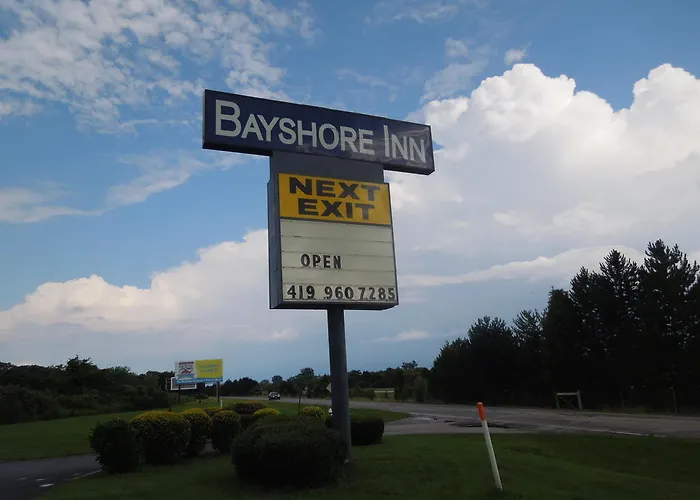 BAYSHORE INN
NEXT
EXIT
OPEN
419 960 7285